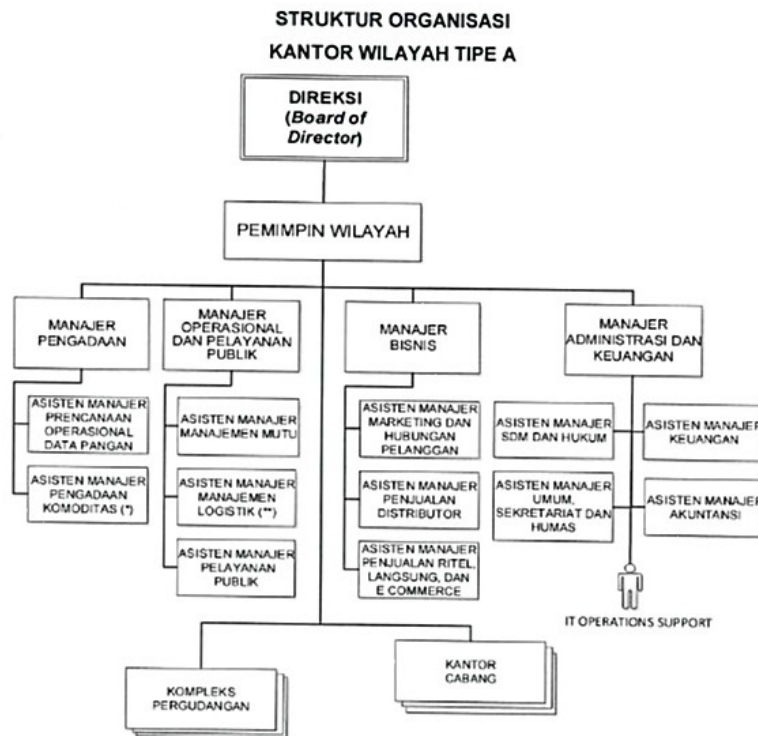 STRUKTUR ORGANISASI
KANTOR WILAYAH TIPE A
DIREKSI
(Board of
Director)
PEMIMPIN WILAYAH
MANAJER
PENGADAAN
MANAJER
OPERASIONAL
DAN PELAYANAN
PUBLIK
MANAJER
BISNIS
MANAJER
ADMINISTRASI DAN
KEUANGAN
ASISTEN MANAJER
PRENCANAAN
OPERASIONAL
DATA PANGAN
ASISTEN MANAJER
PENGADAAN
KOMODITAS (*)
ASISTEN MANAJER
MANAJEMEN MUTU
ASISTEN MANAJER
MANAJEMEN
LOGISTIK (**)
ASISTEN MANAJER
PELAYANAN
PUBLIK
ASISTEN MANAJER
MARKETING DAN
HUBUNGAN
PELANGGAN
ASISTEN MANAJER
PENJUALAN
DISTRIBUTOR
ASISTEN MANAJER
PENJUALAN RITEL,
LANGSUNG, DAN
E COMMERCE
ASISTEN MANAJER
SDM DAN HUKUM
ASISTEN MANAJER
KEUANGAN
ASISTEN MANAJER
UMUM,
SEKRETARIAT DAN
HUMAS
ASISTEN MANAJER
AKUNTANSI
IT OPERATIONS SUPPORT
KOMPLEKS
PERGUDANGAN
KANTOR
CABANG